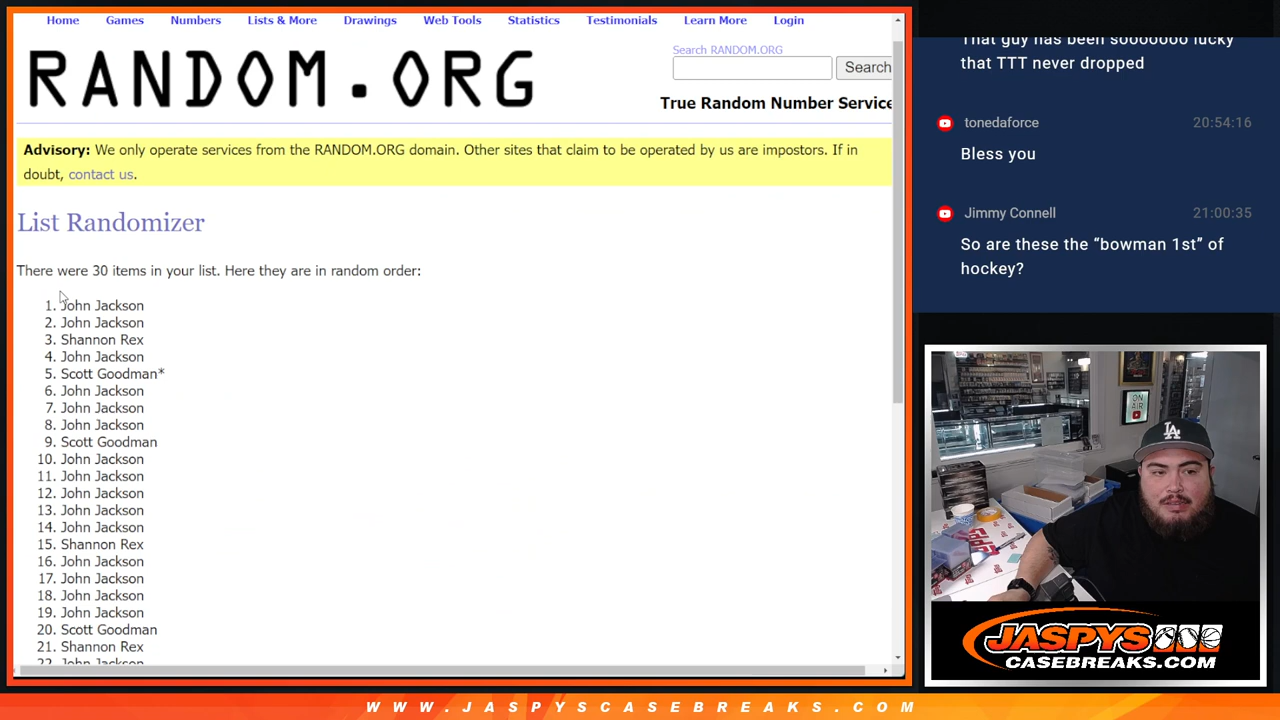 Home Games Numbers Lists & More Drawings Web Tools Statistics Testimonials Learn More Login
RANDOM.ORG
Search RANDOM.ORG
Search
True Random Number Service
Advisory: We only operate services from the RANDOM.ORG domain. Other sites that claim to be operated by us are impostors. If in
doubt, contact us.
List Randomizer
There were 30 items in your list. Here they are in random order:
1. John Jackson
2. John Jackson
3. Shannon Rex
4. John Jackson
5. Scott Goodman*
6. John Jackson
7. John Jackson
8. John Jackson
9. Scott Goodman
10. John Jackson
11. John Jackson
12. John Jackson
13. John Jackson
14. John Jackson
15. Shannon Rex
16. John Jackson
17. John Jackson
18. John Jackson
19. John Jackson
20. Scott Goodman
21. Shannon Rex
22. John Jackson
That guy has been sooooooo lucky
that TTT never dropped
tonedaforce 20:54:16
Bless you
Jimmy Connell 21:00:35
So are these the “bowman 1st” of
hockey?
ON AIR
LA
JASPYS
CASEBREAKS.COM
WWW.JASPYSCASEBREAKS.COM